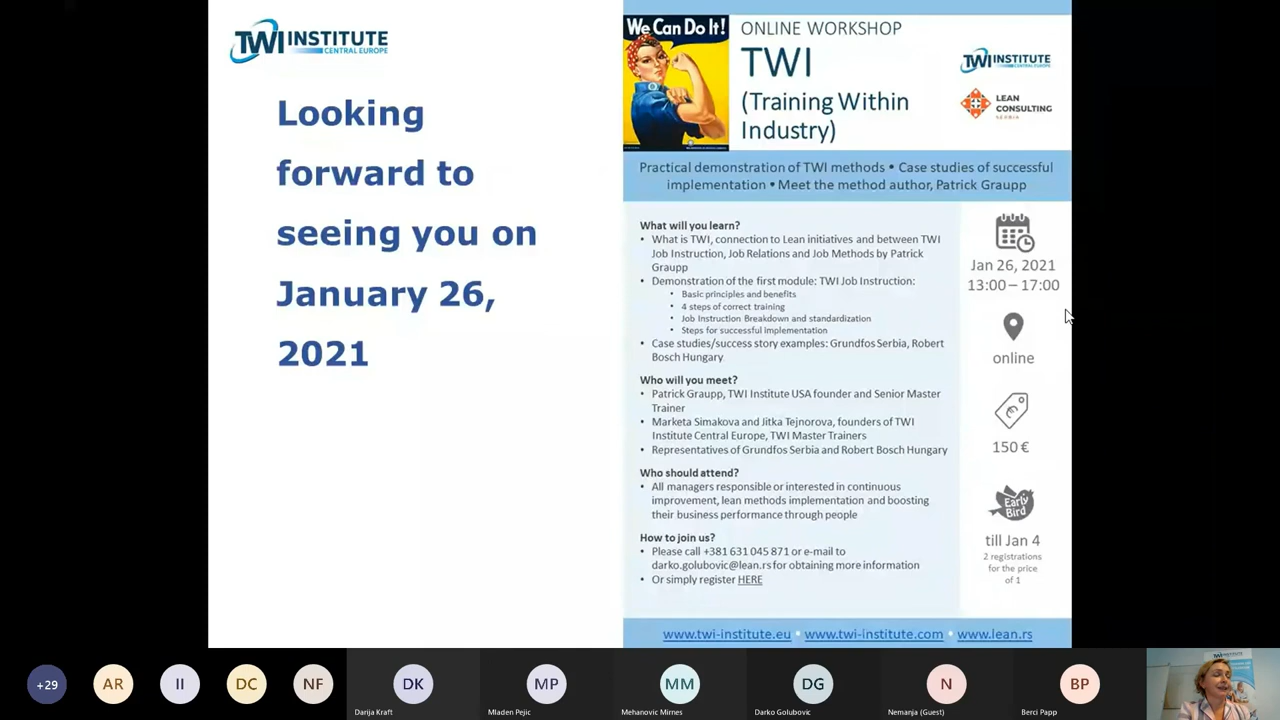 TWI INSTITUTE
CENTRAL EUROPE
Looking
forward to
seeing you on
January 26,
2021
We Can Do It!
ONLINE WORKSHOP
TWI
(Training Within
Industry)
TWI INSTITUTE
CENTRAL EUROPE
LEAN
CONSULTING
SERBIA
Practical demonstration of TWI methods • Case studies of successful
implementation • Meet the method author, Patrick Graupp
What will you learn?
• What is TWI, connection to Lean initiatives and between TWI
Job Instruction, Job Relations and Job Methods by Patrick
Graupp
• Demonstration of the first module: TWI Job Instruction:
• Basic principles and benefits
• 4 steps of correct training
• Job Instruction Breakdown and standardization
• Steps for successful implementation
• Case studies/success story examples: Grundfos Serbia, Robert
Bosch Hungary
Who will you meet?
• Patrick Graupp, TWI Institute USA founder and Senior Master
Trainer
• Marketa Simakova and Jitka Tejnorova, founders of TWI
Institute Central Europe, TWI Master Trainers
• Representatives of Grundfos Serbia and Robert Bosch Hungary
Who should attend?
• All managers responsible or interested in continuous
improvement, lean methods implementation and boosting
their business performance through people
How to join us?
• Please call +381 631 045 871 or e-mail to
darko.golubovic@lean.rs for obtaining more information
• Or simply register HERE
Jan 26, 2021
13:00 – 17:00
online
€
150 €
Early
Bird
till Jan 4
2 registrations
for the price
of 1
www.twi-institute.eu • www.twi-institute.com • www.lean.rs
+29
AR
II
DC
NF
DK
Darija Kraft
MP
Mladen Pejic
MM
Mehanovic Mirnes
DG
Darko Golubovic
N
Nemanja (Guest)
BP
Berci Papp